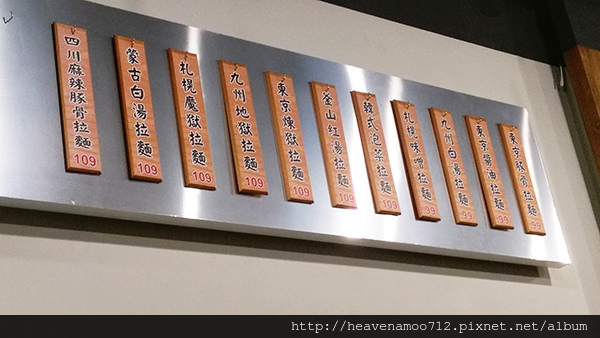 四川麻辣豚骨拉麵 109
蒙古白湯拉麵 109
札幌魔獄拉麵 109
九州地獄拉麵 109
東京煉獄拉麵 109
釜山紅湯拉麵 109
韓式泡菜拉麵 109
札幌味噌拉麵 99
九州白湯拉麵 99
東京醬油拉麵 99
東京豚骨拉麵 99
http://heavenamoo712.pixnet.net/album